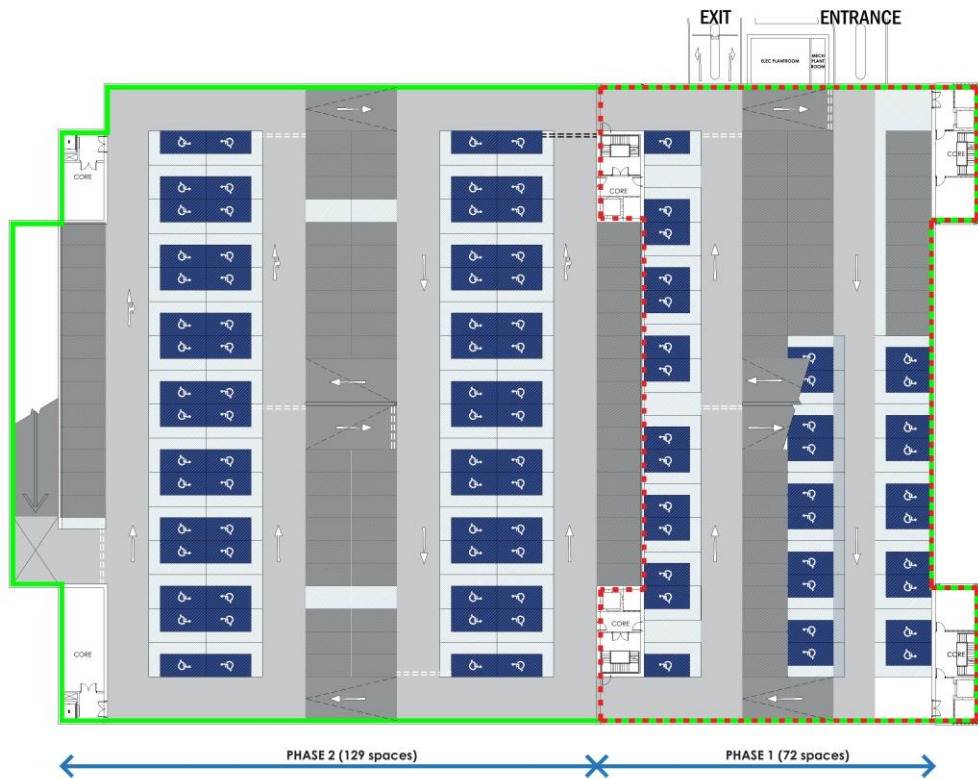 EXIT
ENTRANCE
ELEC PLANTROOM
MECH
PLANT
ROOM
CORE
CORE
CORE
CORE
CORE
CORE
PHASE 2 (129 spaces)
PHASE 1 (72 spaces)